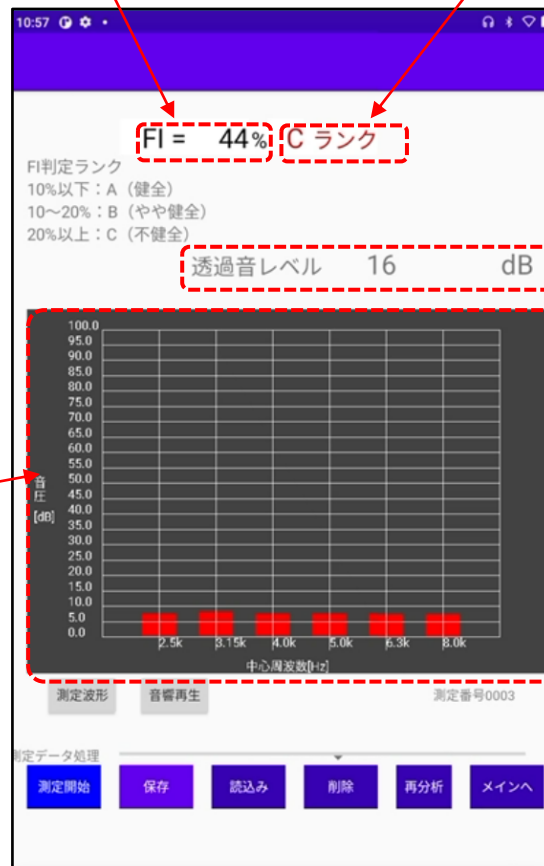 10:57
FI = 44% C ランク
FI判定ランク
10%以下：A（健全）
10～20%：B（やや健全）
20%以上：C（不健全）
透過音レベル 16 dB
100.0
95.0
90.0
85.0
80.0
75.0
70.0
65.0
60.0
55.0
50.0
45.0
40.0
35.0
30.0
25.0
20.0
15.0
10.0
5.0
0.0
音圧
[dB]
2.5k 3.15k 4.0k 5.0k 6.3k 8.0k
中心周波数[Hz]
測定波形 音響再生 測定番号0003
測定データ処理
測定開始 保存 読込み 削除 再分析 メインへ